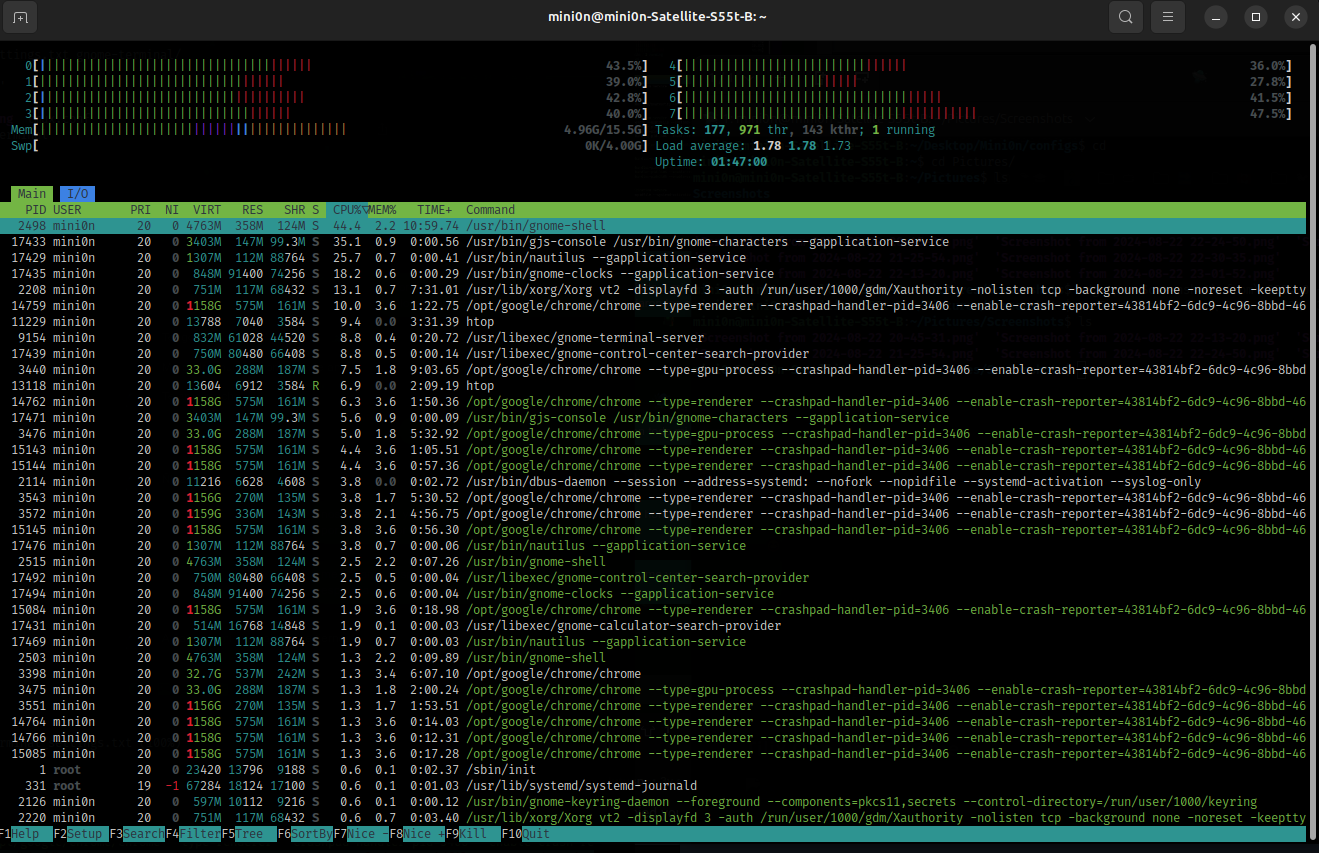 mini0n@mini0n-Satellite-S55t-B: ~
0[||||||||||||||||||||||||||||||||||||||| 43.5%] 4[|||||||||||||||||||||||||||||||| 36.0%]
1[||||||||||||||||||||||||||||||||||| 39.0%] 5[||||||||||||||||||||||||| 27.8%]
2[|||||||||||||||||||||||||||||||||||||| 42.8%] 6[||||||||||||||||||||||||||||||||||||| 41.5%]
3[|||||||||||||||||||||||||||||||||||| 40.0%] 7[|||||||||||||||||||||||||||||||||||||||||| 47.5%]
Mem[|||||||||||||||||||||||||||||||||||||||||||| 4.96G/15.5G] Tasks: 177, 971 thr, 143 kthr; 1 running
Swp[ 0K/4.00G] Load average: 1.78 1.78 1.73
Uptime: 01:47:00
Main I/O
PID USER PRI NI VIRT RES SHR S CPU%▽MEM% TIME+ Command
2498 mini0n 20 0 4763M 358M 124M S 44.4 2.2 10:59.74 /usr/bin/gnome-shell
17433 mini0n 20 0 3403M 147M 99.3M S 35.1 0.9 0:00.56 /usr/bin/gjs-console /usr/bin/gnome-characters --gapplication-service
17429 mini0n 20 0 1307M 112M 88764 S 25.7 0.7 0:00.41 /usr/bin/nautilus --gapplication-service
17435 mini0n 20 0 848M 91400 74256 S 18.2 0.6 0:00.29 /usr/bin/gnome-clocks --gapplication-service
2208 mini0n 20 0 751M 117M 68432 S 13.1 0.7 7:31.01 /usr/lib/xorg/Xorg vt2 -displayfd 3 -auth /run/user/1000/gdm/Xauthority -nolisten tcp -background none -noreset -keeptty
14759 mini0n 20 0 1158G 575M 161M S 10.0 3.6 1:22.75 /opt/google/chrome/chrome --type=renderer --crashpad-handler-pid=3406 --enable-crash-reporter=43814bf2-6dc9-4c96-8bbd-46
11229 mini0n 20 0 13788 7040 3584 S 9.4 0.0 3:31.39 htop
9154 mini0n 20 0 832M 61028 44520 S 8.8 0.4 0:20.72 /usr/libexec/gnome-terminal-server
17439 mini0n 20 0 750M 80480 66408 S 8.8 0.5 0:00.14 /usr/libexec/gnome-control-center-search-provider
3440 mini0n 20 0 33.0G 288M 187M S 7.5 1.8 9:03.65 /opt/google/chrome/chrome --type=gpu-process --crashpad-handler-pid=3406 --enable-crash-reporter=43814bf2-6dc9-4c96-8bbd
13118 mini0n 20 0 13604 6912 3584 R 6.9 0.0 2:09.19 htop
14762 mini0n 20 0 1158G 575M 161M S 6.3 3.6 1:50.36 /opt/google/chrome/chrome --type=renderer --crashpad-handler-pid=3406 --enable-crash-reporter=43814bf2-6dc9-4c96-8bbd-46
17471 mini0n 20 0 3403M 147M 99.3M S 5.6 0.9 0:00.09 /usr/bin/gjs-console /usr/bin/gnome-characters --gapplication-service
3476 mini0n 20 0 33.0G 288M 187M S 5.0 1.8 5:32.92 /opt/google/chrome/chrome --type=gpu-process --crashpad-handler-pid=3406 --enable-crash-reporter=43814bf2-6dc9-4c96-8bbd
15143 mini0n 20 0 1158G 575M 161M S 4.4 3.6 1:05.51 /opt/google/chrome/chrome --type=renderer --crashpad-handler-pid=3406 --enable-crash-reporter=43814bf2-6dc9-4c96-8bbd-46
15144 mini0n 20 0 1158G 575M 161M S 4.4 3.6 0:57.36 /opt/google/chrome/chrome --type=renderer --crashpad-handler-pid=3406 --enable-crash-reporter=43814bf2-6dc9-4c96-8bbd-46
2114 mini0n 20 0 11216 6628 4608 S 3.8 0.0 0:02.72 /usr/bin/dbus-daemon --session --address=systemd: --nofork --nopidfile --systemd-activation --syslog-only
3543 mini0n 20 0 1156G 270M 135M S 3.8 1.7 5:30.52 /opt/google/chrome/chrome --type=renderer --crashpad-handler-pid=3406 --enable-crash-reporter=43814bf2-6dc9-4c96-8bbd-46
3572 mini0n 20 0 1159G 336M 143M S 3.8 2.1 4:56.75 /opt/google/chrome/chrome --type=renderer --crashpad-handler-pid=3406 --enable-crash-reporter=43814bf2-6dc9-4c96-8bbd-46
15145 mini0n 20 0 1158G 575M 161M S 3.8 3.6 0:56.30 /opt/google/chrome/chrome --type=renderer --crashpad-handler-pid=3406 --enable-crash-reporter=43814bf2-6dc9-4c96-8bbd-46
17476 mini0n 20 0 1307M 112M 88764 S 3.8 0.7 0:00.06 /usr/bin/nautilus --gapplication-service
2515 mini0n 20 0 4763M 358M 124M S 2.5 2.2 0:07.26 /usr/bin/gnome-shell
17492 mini0n 20 0 750M 80480 66408 S 2.5 0.5 0:00.04 /usr/libexec/gnome-control-center-search-provider
17494 mini0n 20 0 848M 91400 74256 S 2.5 0.6 0:00.04 /usr/bin/gnome-clocks --gapplication-service
15084 mini0n 20 0 1158G 575M 161M S 1.9 3.6 0:18.98 /opt/google/chrome/chrome --type=renderer --crashpad-handler-pid=3406 --enable-crash-reporter=43814bf2-6dc9-4c96-8bbd-46
17431 mini0n 20 0 514M 16768 14848 S 1.9 0.1 0:00.03 /usr/libexec/gnome-calculator-search-provider
17469 mini0n 20 0 1307M 112M 88764 S 1.9 0.7 0:00.03 /usr/bin/nautilus --gapplication-service
2503 mini0n 20 0 4763M 358M 124M S 1.3 2.2 0:09.89 /usr/bin/gnome-shell
3398 mini0n 20 0 32.7G 537M 242M S 1.3 3.4 6:07.10 /opt/google/chrome/chrome
3475 mini0n 20 0 33.0G 288M 187M S 1.3 1.8 2:00.24 /opt/google/chrome/chrome --type=gpu-process --crashpad-handler-pid=3406 --enable-crash-reporter=43814bf2-6dc9-4c96-8bbd
3551 mini0n 20 0 1156G 270M 135M S 1.3 1.7 1:53.51 /opt/google/chrome/chrome --type=renderer --crashpad-handler-pid=3406 --enable-crash-reporter=43814bf2-6dc9-4c96-8bbd-46
14764 mini0n 20 0 1158G 575M 161M S 1.3 3.6 0:14.03 /opt/google/chrome/chrome --type=renderer --crashpad-handler-pid=3406 --enable-crash-reporter=43814bf2-6dc9-4c96-8bbd-46
14766 mini0n 20 0 1158G 575M 161M S 1.3 3.6 0:12.31 /opt/google/chrome/chrome --type=renderer --crashpad-handler-pid=3406 --enable-crash-reporter=43814bf2-6dc9-4c96-8bbd-46
15085 mini0n 20 0 1158G 575M 161M S 1.3 3.6 0:17.28 /opt/google/chrome/chrome --type=renderer --crashpad-handler-pid=3406 --enable-crash-reporter=43814bf2-6dc9-4c96-8bbd-46
1 root 20 0 23420 13796 9188 S 0.6 0.1 0:02.37 /sbin/init
331 root 19 -1 67284 18124 17100 S 0.6 0.1 0:01.03 /usr/lib/systemd/systemd-journald
2126 mini0n 20 0 597M 10112 9216 S 0.6 0.1 0:00.12 /usr/bin/gnome-keyring-daemon --foreground --components=pkcs11,secrets --control-directory=/run/user/1000/keyring
2220 mini0n 20 0 751M 117M 68432 S 0.6 0.7 0:03.40 /usr/lib/xorg/Xorg vt2 -displayfd 3 -auth /run/user/1000/gdm/Xauthority -nolisten tcp -background none -noreset -keeptty
F1Help F2Setup F3SearchF4FilterF5Tree F6SortByF7Nice -F8Nice +F9Kill F10Quit